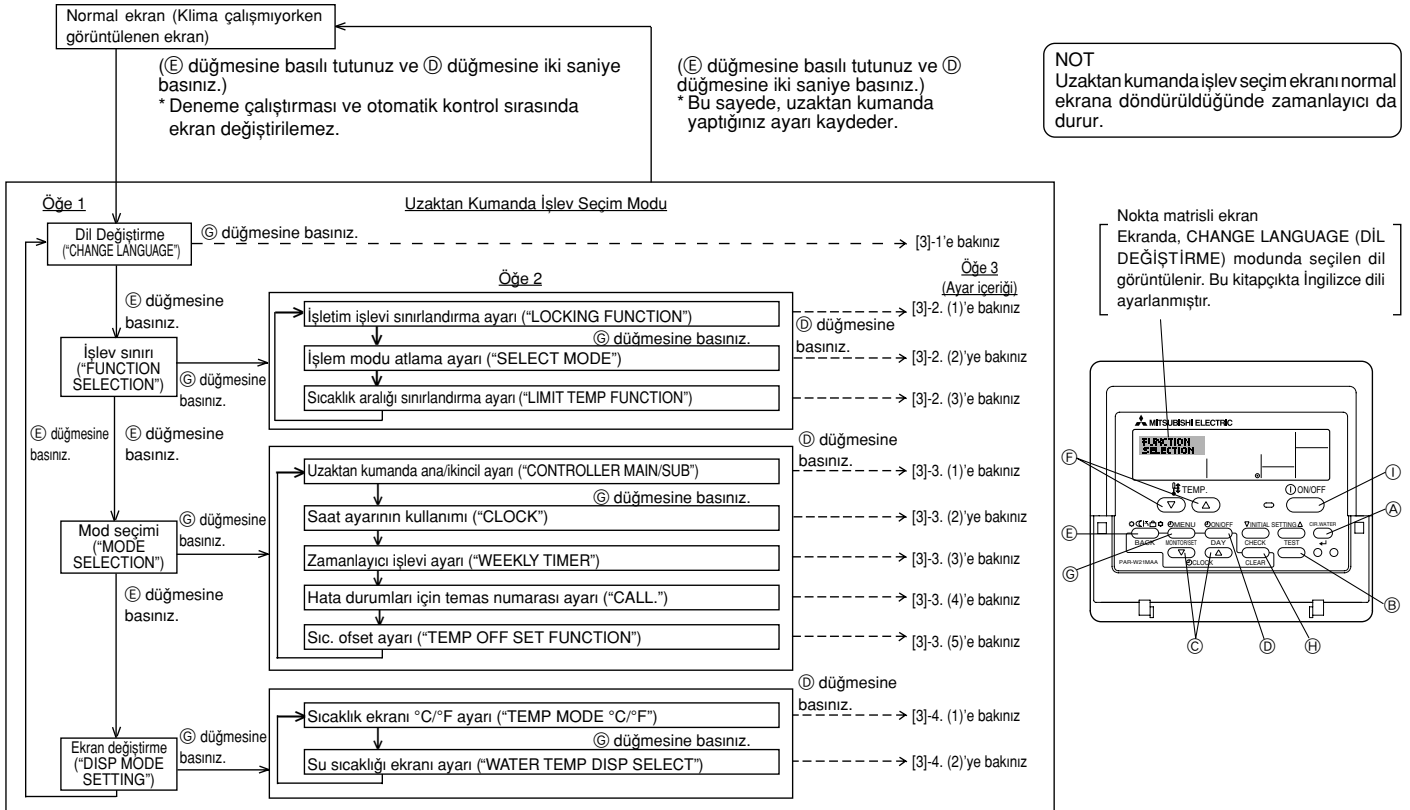 Normal ekran (Klima çalışmıyorken
görüntülenen ekran)
(Ⓔ düğmesine basılı tutunuz ve Ⓓ düğmesine iki saniye
basınız.)
* Deneme çalıştırması ve otomatik kontrol sırasında
ekran değiştirilemez.
(Ⓔ düğmesine basılı tutunuz ve Ⓓ
düğmesine iki saniye basınız.)
* Bu sayede, uzaktan kumanda
yaptığınız ayarı kaydeder.
NOT
Uzaktan kumanda işlev seçim ekranı normal
ekrana döndürüldüğünde zamanlayıcı da
durur.
Öğe 1
Uzaktan Kumanda İşlev Seçim Modu
Dil Değiştirme
("CHANGE LANGUAGE")
Ⓖ düğmesine basınız.
[3]-1'e bakınız
Öğe 2
Öğe 3
(Ayar içeriği)
Ⓔ düğmesine
basınız.
İşlev sınırı
("FUNCTION
SELECTION")
Ⓖ düğmesine
basınız.
İşletim işlevi sınırlandırma ayarı ("LOCKING FUNCTION")
Ⓖ düğmesine basınız.
İşlem modu atlama ayarı ("SELECT MODE")
Sıcaklık aralığı sınırlandırma ayarı ("LIMIT TEMP FUNCTION")
Ⓓ düğmesine
basınız.
[3]-2. (1)'e bakınız
[3]-2. (2)'ye bakınız
[3]-2. (3)'e bakınız
Ⓔ düğmesine
basınız.
Ⓔ düğmesine
basınız.
Mod seçimi
("MODE
SELECTION")
Ⓖ düğmesine
basınız.
Uzaktan kumanda ana/ikincil ayarı ("CONTROLLER MAIN/SUB")
Ⓖ düğmesine basınız.
Saat ayarının kullanımı ("CLOCK")
Zamanlayıcı işlevi ayarı ("WEEKLY TIMER")
Hata durumları için temas numarası ayarı ("CALL.")
Sıc. ofset ayarı ("TEMP OFF SET FUNCTION")
Ⓓ düğmesine
basınız.
[3]-3. (1)'e bakınız
[3]-3. (2)'ye bakınız
[3]-3. (3)'e bakınız
[3]-3. (4)'e bakınız
[3]-3. (5)'e bakınız
Ⓔ düğmesine
basınız.
Ekran değiştirme
("DISP MODE
SETTING")
Ⓖ düğmesine
basınız.
Sıcaklık ekranı °C/°F ayarı ("TEMP MODE °C/°F")
Ⓖ düğmesine basınız.
Su sıcaklığı ekranı ayarı ("WATER TEMP DISP SELECT")
Ⓓ düğmesine
basınız.
[3]-4. (1)'e bakınız
[3]-4. (2)'ye bakınız
Nokta matrisli ekran
Ekranda, CHANGE LANGUAGE (DİL
DEĞİŞTİRME) modunda seçilen dil
görüntülenir. Bu kitapçıkta İngilizce dili
ayarlanmıştır.
MITSUBISHI ELECTRIC
FUNCTION
SELECTION
Ⓕ
TEMP.
ON/OFF
Ⓘ
Ⓐ
MENU ON/OFF INITIAL SETTING CIR.WATER
Ⓔ
BACK MONITOR/SET DAY CHECK TEST
PAR-W21MAA CLOCK CLEAR
Ⓖ
Ⓑ
Ⓒ Ⓓ Ⓗ